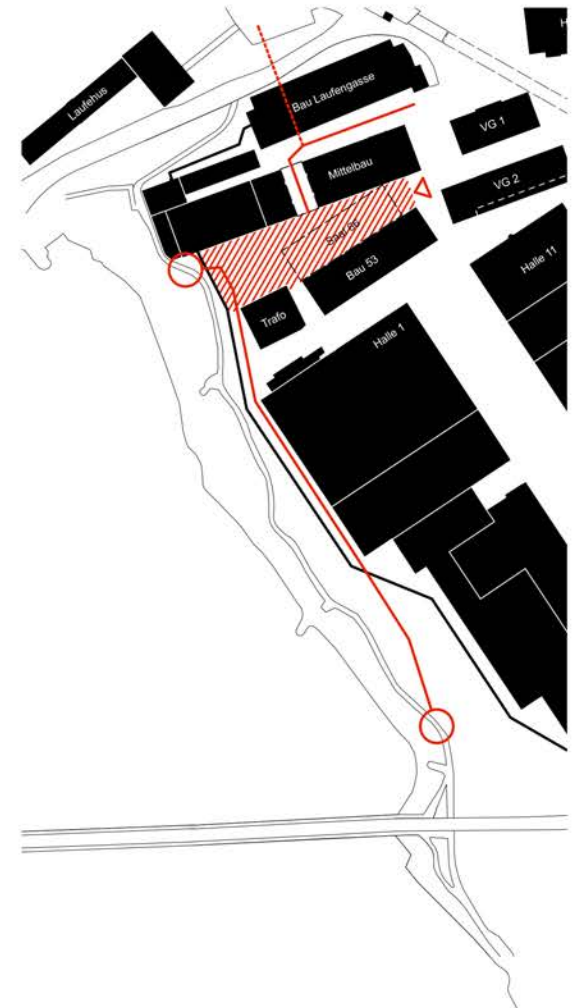 H
Laufehus
Bau Laufengasse
VG 1
Mittelbau
VG 2
Bau 53
Halle 11
Trafo
Halle 1